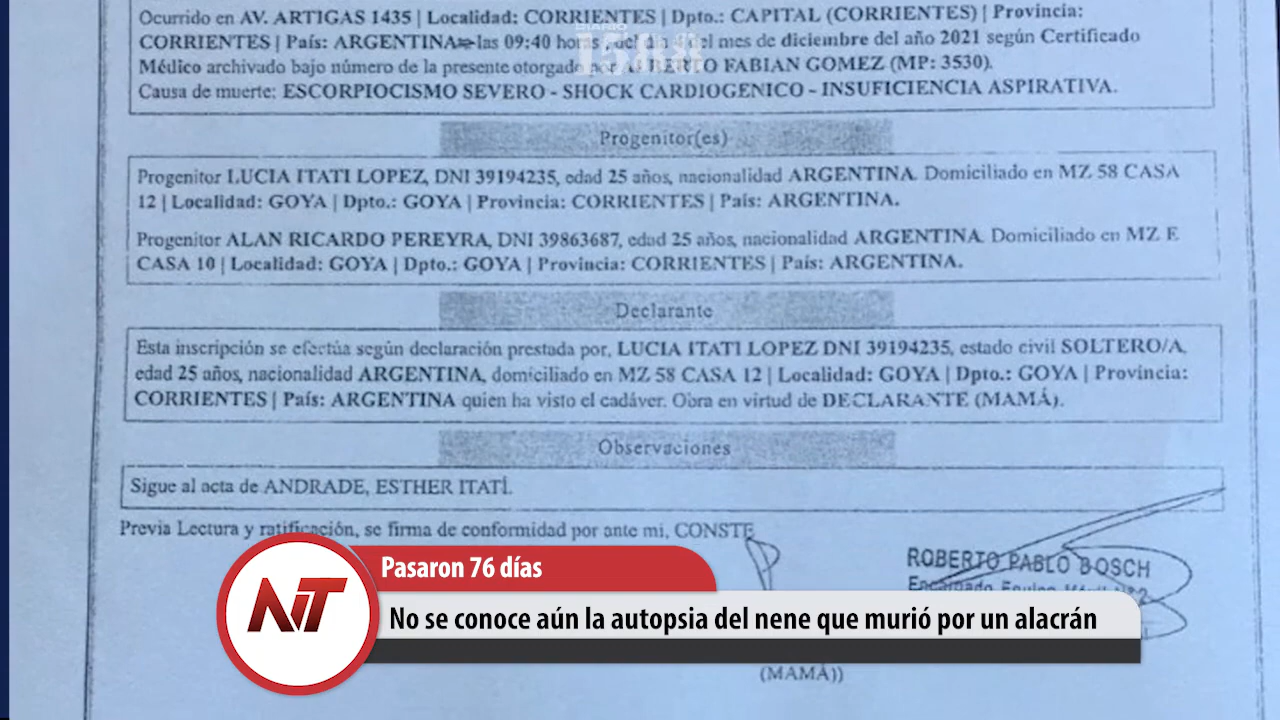 Ocurrido en AV. ARTIGAS 1435 | Localidad: CORRIENTES | Dpto.: CAPITAL (CORRIENTES) | Provincia:
CORRIENTES | País: ARGENTINA las 09:40 horas del mes de diciembre del año 2021 según Certificado
Médico archivado bajo número de la presente otorgado FABIAN GOMEZ (MP: 3530).
Causa de muerte: ESCORPIOCISMO SEVERO - SHOCK CARDIOGENICO - INSUFICIENCIA ASPIRATIVA.
Progenitor(es)
Progenitor LUCIA ITATI LOPEZ, DNI 39194235, edad 25 años, nacionalidad ARGENTINA. Domiciliado en MZ 58 CASA
12 | Localidad: GOYA | Dpto.: GOYA | Provincia: CORRIENTES | País: ARGENTINA.
Progenitor ALAN RICARDO PEREYRA, DNI 39863687, edad 25 años, nacionalidad ARGENTINA. Domiciliado en MZ E
CASA 10 | Localidad: GOYA | Dpto.: GOYA | Provincia: CORRIENTES | País: ARGENTINA.
Declarante
Esta inscripción se efectúa según declaración prestada por, LUCIA ITATI LOPEZ DNI 39194235, estado civil SOLTERO/A,
edad 25 años, nacionalidad ARGENTINA, domiciliado en MZ 58 CASA 12 | Localidad: GOYA | Dpto.: GOYA | Provincia:
CORRIENTES | País: ARGENTINA quien ha visto el cadáver. Obra en virtud de DECLARANTE (MAMÁ).
Observaciones
Sigue al acta de ANDRADE, ESTHER ITATÍ.
Previa Lectura y ratificación, se firma de conformidad por ante mi, CONSTE
ROBERTO PABLO BOSCH
NiT
Pasaron 76 días
No se conoce aún la autopsia del nene que murió por un alacrán
(MAMÁ))